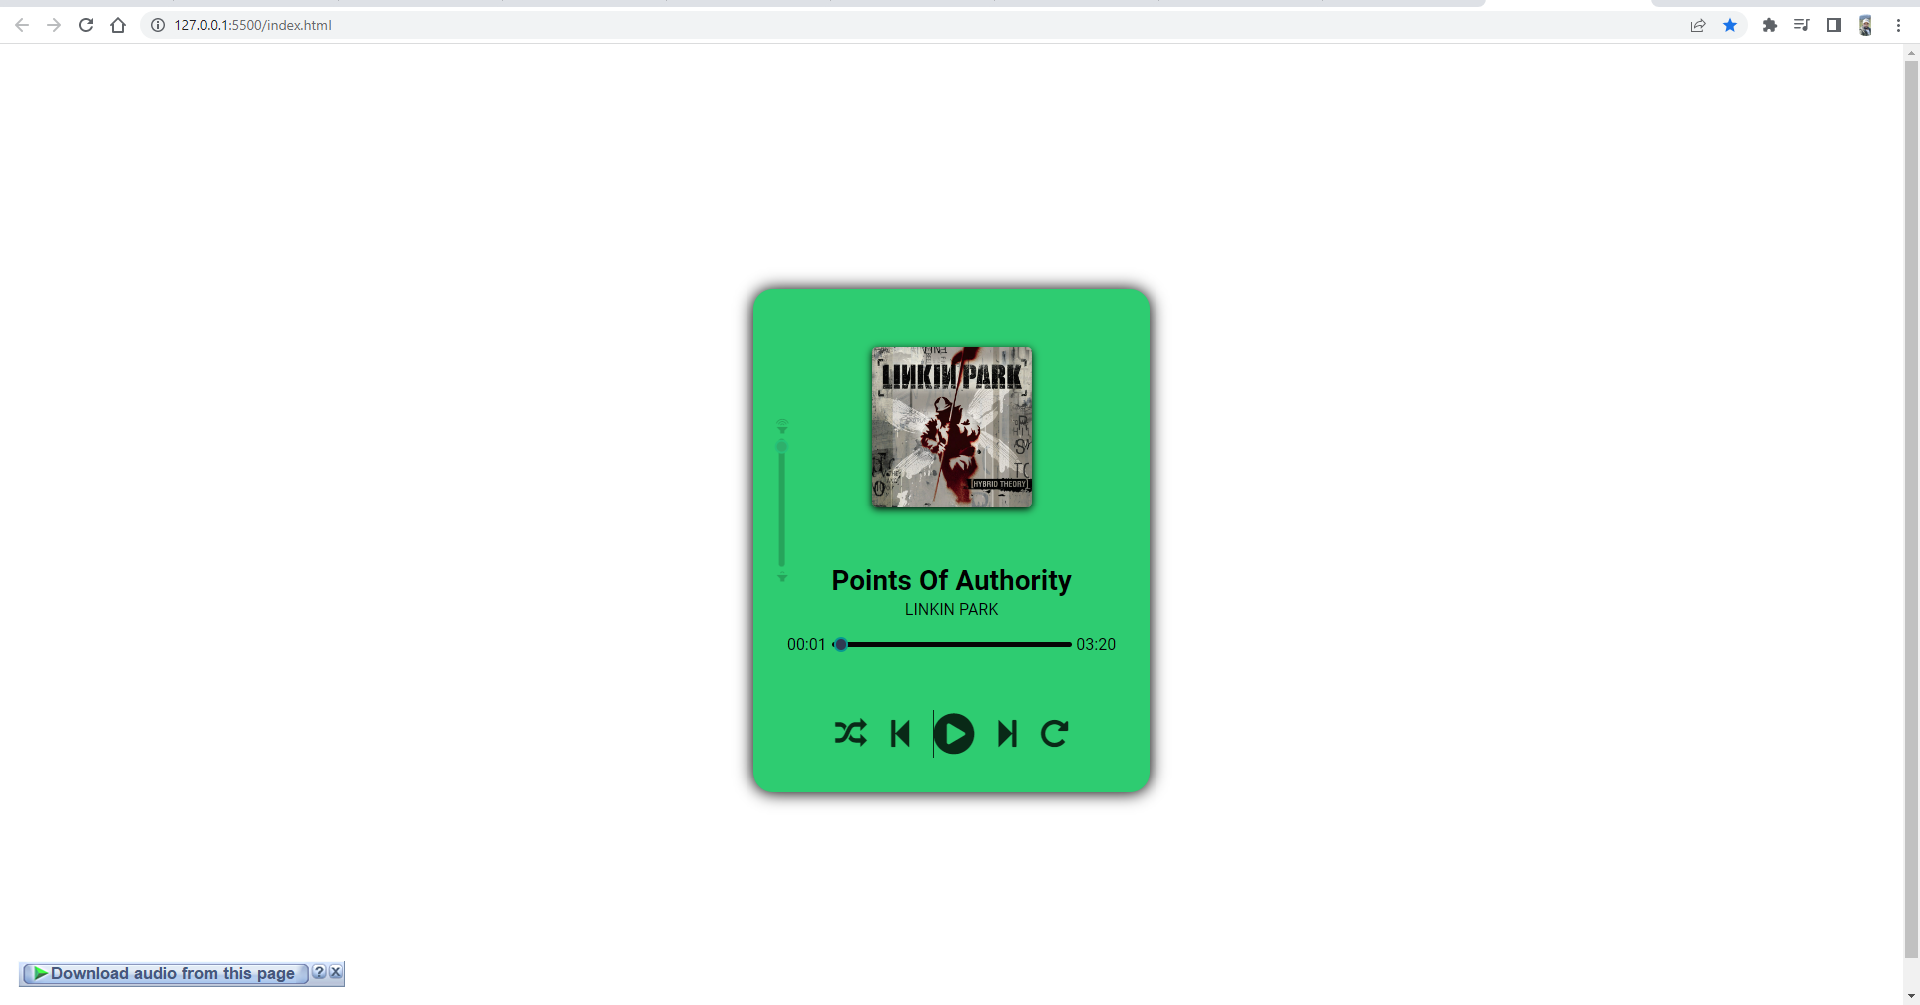 127.0.0.1:5500/index.html
LINKIN PARK
[HYBRID THEORY]
Points Of Authority
LINKIN PARK
00:01
03:20
Download audio from this page ? x